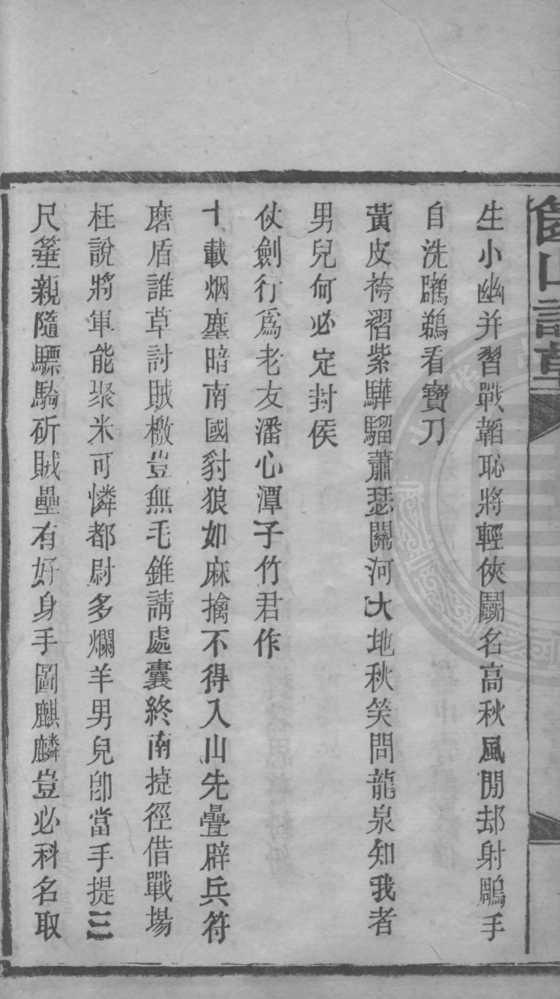 生小幽并習戰韜恥將輕俠鬭名高秋風閒却射鵰手
自洗鸊鵜看寶刀
黃皮袴褶紫驊騮蕭瑟關河大地秋笑問龍泉知我者
男兒何必定封侯
仗劍行爲老友潘心潭子竹君作
十載烟塵暗南國豺狼如麻擒不得入山先疊辟兵符
磨盾誰草討賊檄豈無毛錐請處囊終南捷徑借戰場
枉說將軍能聚米可憐都尉多爛羊男兒卽當手提三
尺箠親隨驃騎斫賊壘有好身手圖麒麟豈必科名取